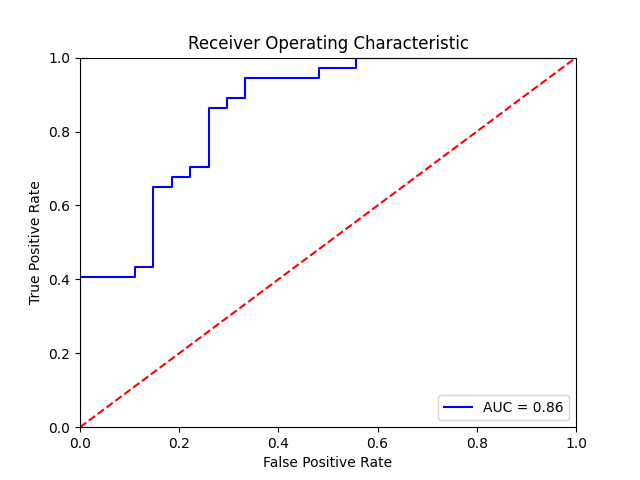 Receiver Operating Characteristic
True Positive Rate
1.0
0.8
0.6
0.4
0.2
0.0
AUC = 0.86
0.0 0.2 0.4 0.6 0.8 1.0
False Positive Rate